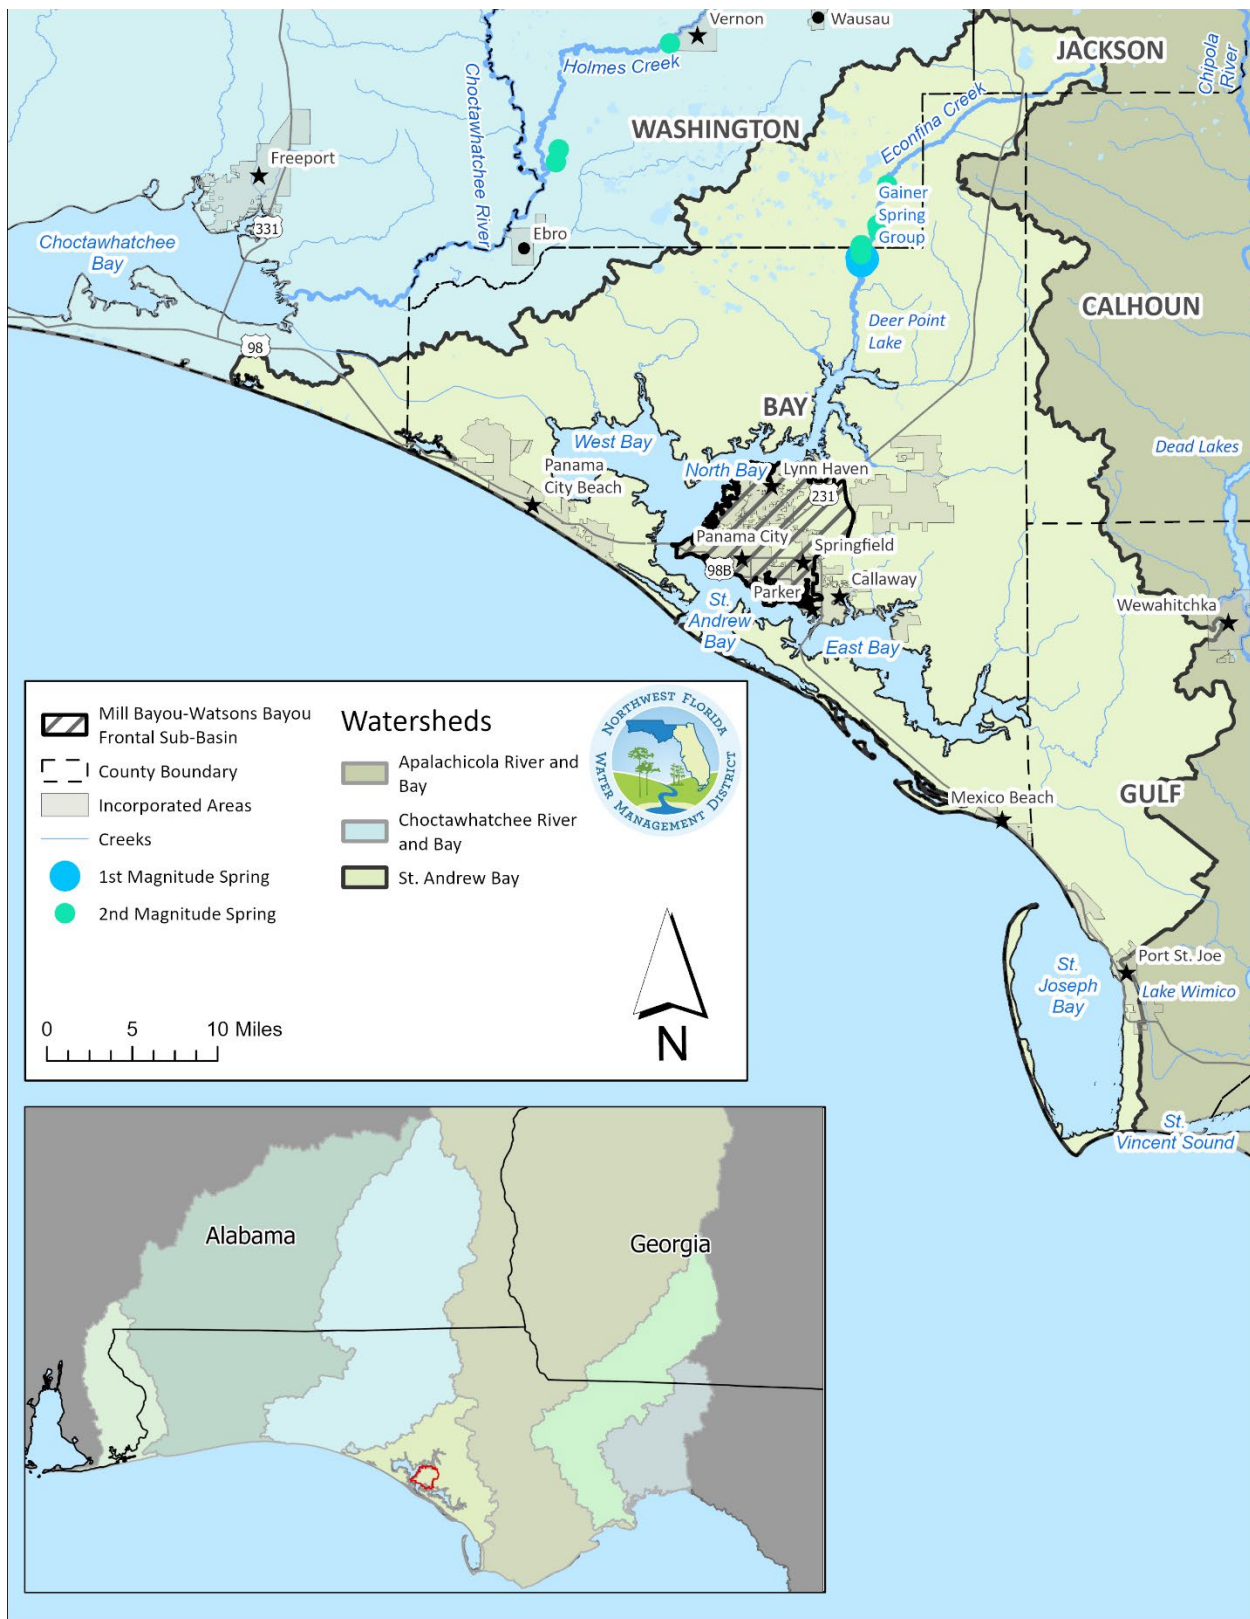 Vernon
Wausau
JACKSON
Holmes Creek
Chipola
River
Choctawhatchee River
WASHINGTON
Econfina Creek
Freeport
Gainer
Spring
Group
331
Ebro
Choctawhatchee
Bay
CALHOUN
Deer Point
Lake
98
BAY
West Bay
Dead Lakes
North Bay
Lynn Haven
Panama
City Beach
231
Panama City
Springfield
98B
Callaway
Parker
St.
Andrew
Bay
Wewahitchka
East Bay
Mexico Beach
GULF
Port St. Joe
St.
Joseph
Bay
Lake Wimico
St.
Vincent Sound
Mill Bayou-Watsons Bayou
Frontal Sub-Basin
County Boundary
Incorporated Areas
Creeks
1st Magnitude Spring
2nd Magnitude Spring
Watersheds
Apalachicola River and
Bay
Choctawhatchee River
and Bay
St. Andrew Bay
NORTHWEST FLORIDA
WATER MANAGEMENT DISTRICT
0 5 10 Miles
N
Alabama
Georgia